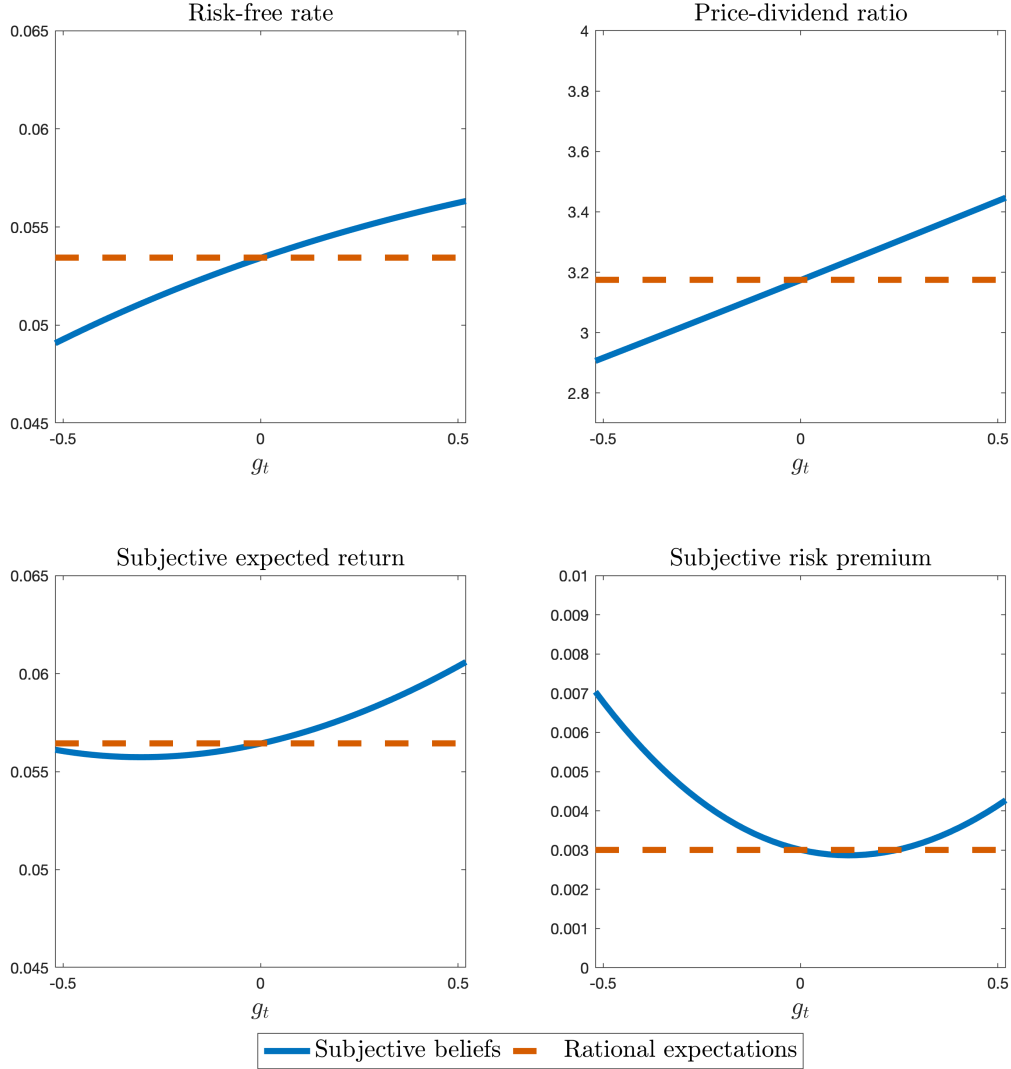 Risk-free rate
0.065
0.06
0.055
0.05
0.045
-0.5 0 0.5
g_t
Price-dividend ratio
4
3.8
3.6
3.4
3.2
3
2.8
-0.5 0 0.5
g_t
Subjective expected return
0.065
0.06
0.055
0.05
0.045
-0.5 0 0.5
g_t
Subjective risk premium
0.01
0.009
0.008
0.007
0.006
0.005
0.004
0.003
0.002
0.001
0
-0.5 0 0.5
g_t
Subjective beliefs Rational expectations